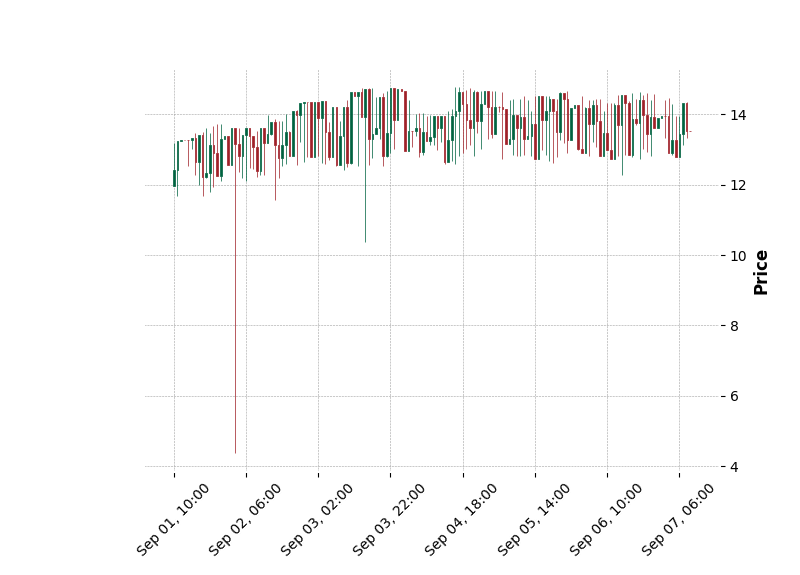 14
12
10
8
6
4
Price
Sep 01, 10:00
Sep 02, 06:00
Sep 03, 02:00
Sep 03, 22:00
Sep 04, 18:00
Sep 05, 14:00
Sep 06, 10:00
Sep 07, 06:00